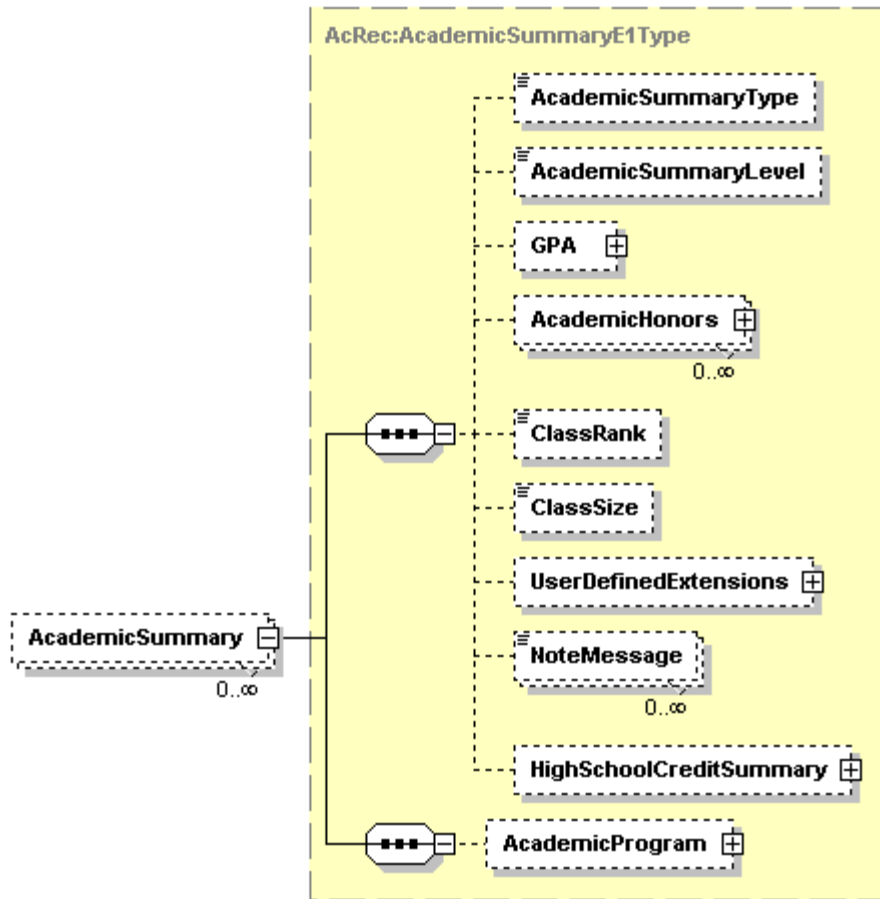 AcRec:AcademicSummaryE1Type
AcademicSummaryType
AcademicSummaryLevel
GPA
AcademicHonors
0..∞
ClassRank
ClassSize
UserDefinedExtensions
AcademicSummary
0..∞
NoteMessage
0..∞
HighSchoolCreditSummary
AcademicProgram